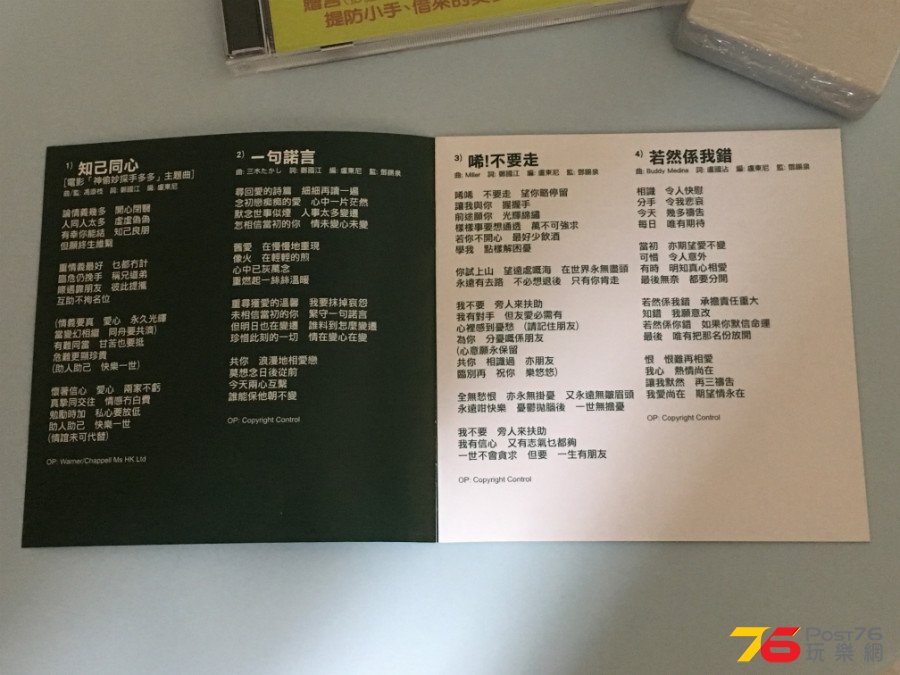 提防小手、借來的
1) 知己同心
[電影「神偷妙探手多多」主題曲]
曲/監: 馮添枝 詞: 鄭國江 編: 盧東尼
論情義幾多 開心閉翳
人同人太多 虛虛偽偽
有幸你能結 知己良朋
但願終生維繫
重情義最好 乜都冇計
臨危仍挽手 稱兄道弟
際遇靠朋友 彼此提攜
互助不拘名位
(情義要真 愛心 永久光輝
當變幻相纏 同舟要共濟)
有難同當 甘苦也要抵
危難更顯珍貴
(助人助己 快樂一世)
懷著信心 愛心 兩家不虧
真摯同交往 情感冇白費
勉勵時加 私心要放低
助人助己 快樂一世
(情誼未可代替)
OP: Warner/Chappell Ms HK Ltd
2) 一句諾言
曲: 三木たかし 詞: 鄭國江 編: 盧東尼 監: 鄧錫泉
尋回愛的詩篇 細細再讀一遍
念初戀痴痴的愛 心中一片茫然
默念世事似煙 人事太多變遷
怎相信當初的你 情未變心未變
舊愛 在慢慢地重現
像火 在輕輕的煎
心中已灰萬念
重燃起一絲絲溫暖
重尋舊愛的溫馨 我要抹掉哀怨
未相信當初的你 緊守一句諾言
但明日也在變遷 誰料到怎麼變遷
珍惜此刻的一切 情在變心在變
共你 浪漫地相愛戀
莫想念日後從前
今天兩心互繫
誰能保他朝不變
OP: Copyright Control
3) 唏!不要走
曲: Miller 詞: 鄭國江 編: 盧東尼 監: 鄧錫泉
唏唏 不要走 望你略停留
讓我與你 握握手
前途願你 光輝錦繡
樣樣事要想通透 萬不可強求
若你不開心 最好少飲酒
學我 點樣解困憂
你試上山 望遠處嘅海 在世界永無盡頭
永遠有去路 不必想退後 只有你肯走
我不要 旁人來扶助
我有對手 但友愛必需有
心裡感到憂愁 (請記住朋友)
為你 分憂嘅係朋友
(心意願永保留
共你 相識過 亦朋友
臨別再 祝你 樂悠悠)
全無愁恨 亦永無掛憂 又永遠無皺眉頭
永遠咁快樂 憂鬱拋腦後 一世無擔憂
我不要 旁人來扶助
我有信心 又有志氣乜都夠
一世不會貪求 但要 一生有朋友
OP: Copyright Control
4) 若然係我錯
曲: Buddy Medina 詞: 盧國沾 編: 盧東尼 監: 鄧錫泉
相識 令人快慰
分手 令我悲哀
今天 幾多禱告
每日 唯有期待
當初 亦期望愛不變
可惜 令人意外
有時 明知真心相愛
最後無奈 都要分開
若然係我錯 承擔責任重大
知錯 我願意改
若然係你錯 如果你默信命運
最後 唯有把那名份放開
恨 恨難再相愛
我心 熱情尚在
讓我默然 再三禱告
我愛尚在 期望情永在
OP: Copyright Control
76 POST76
玩樂網